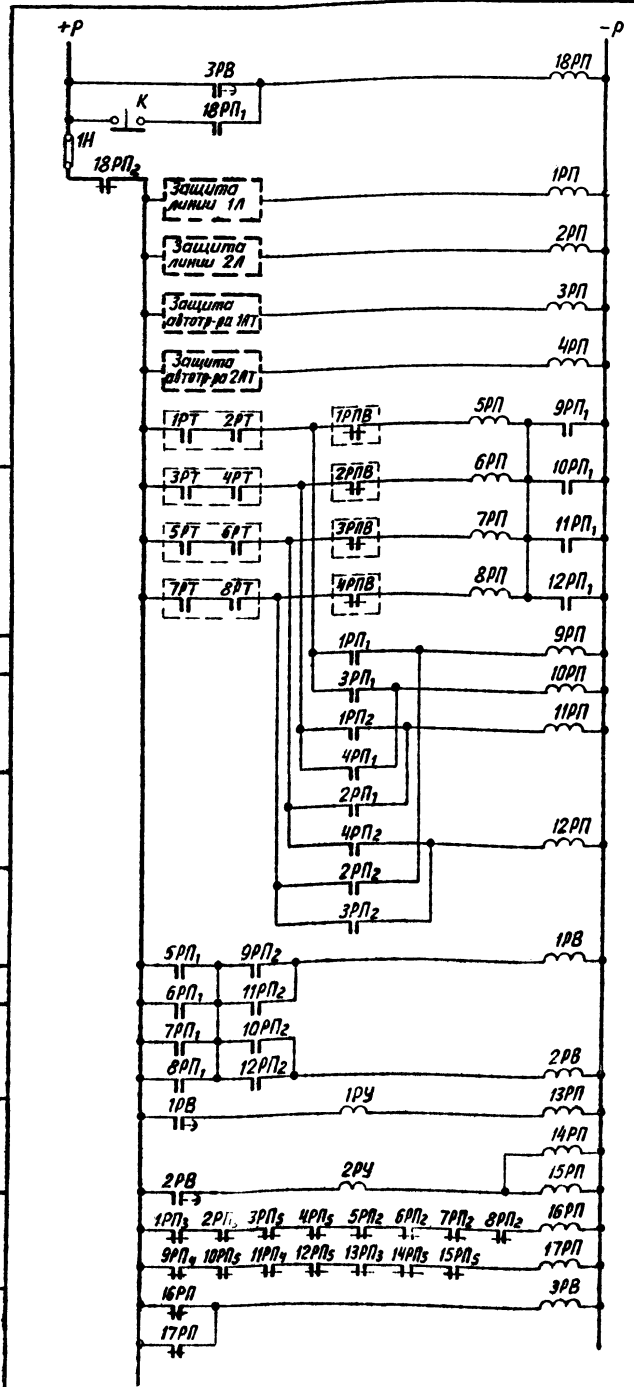 +Р -Р
3РВ 18РП
К 18РП₁
1Н
18РП₂
Защита линии 1Л 1РП
Защита линии 2Л 2РП
Защита автотр-ра 1АТ 3РП
Защита автотр-ра 2АТ 4РП
1РТ 2РТ 1РПВ 5РП 9РП₁
3РТ 4РТ 2РПВ 6РП 10РП₁
5РТ 6РТ 3РПВ 7РП 11РП₁
7РТ 8РТ 4РПВ 8РП 12РП₁
1РП₁ 9РП
3РП₁ 10РП
1РП₂ 11РП
4РП₁
2РП₁
4РП₂ 12РП
2РП₂
3РП₂
5РП₁ 9РП₂ 1РВ
6РП₁ 11РП₂
7РП₁ 10РП₂
8РП₁ 12РП₂ 2РВ
1РВ 1РУ 13РП
14РП
2РВ 2РУ 15РП
1РП₃ 2РП₅ 3РП₅ 4РП₅ 5РП₂ 6РП₂ 7РП₂ 8РП₂ 16РП
9РП₄ 10РП₅ 11РП₄ 12РП₅ 13РП₃ 14РП₅ 15РП₅ 17РП
16РП 3РВ
17РП